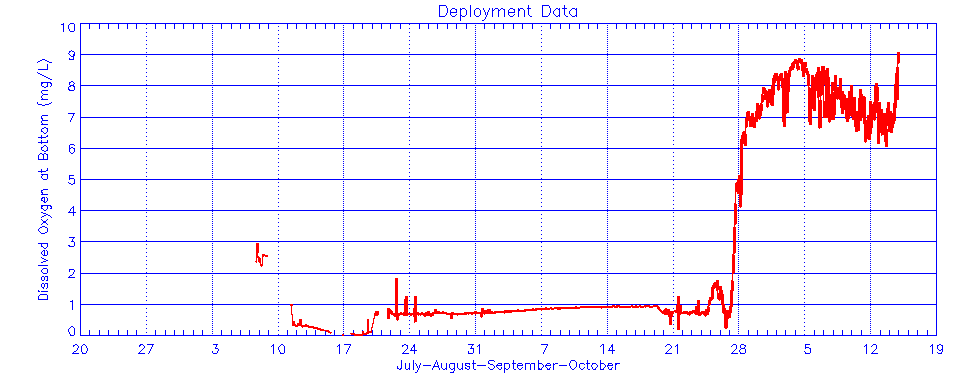 Deployment Data
Dissolved Oxygen at Bottom (mg/L)
10
9
8
7
6
5
4
3
2
1
0
20 27 3 10 17 24 31 7 14 21 28 5 12 19
July-August-September-October